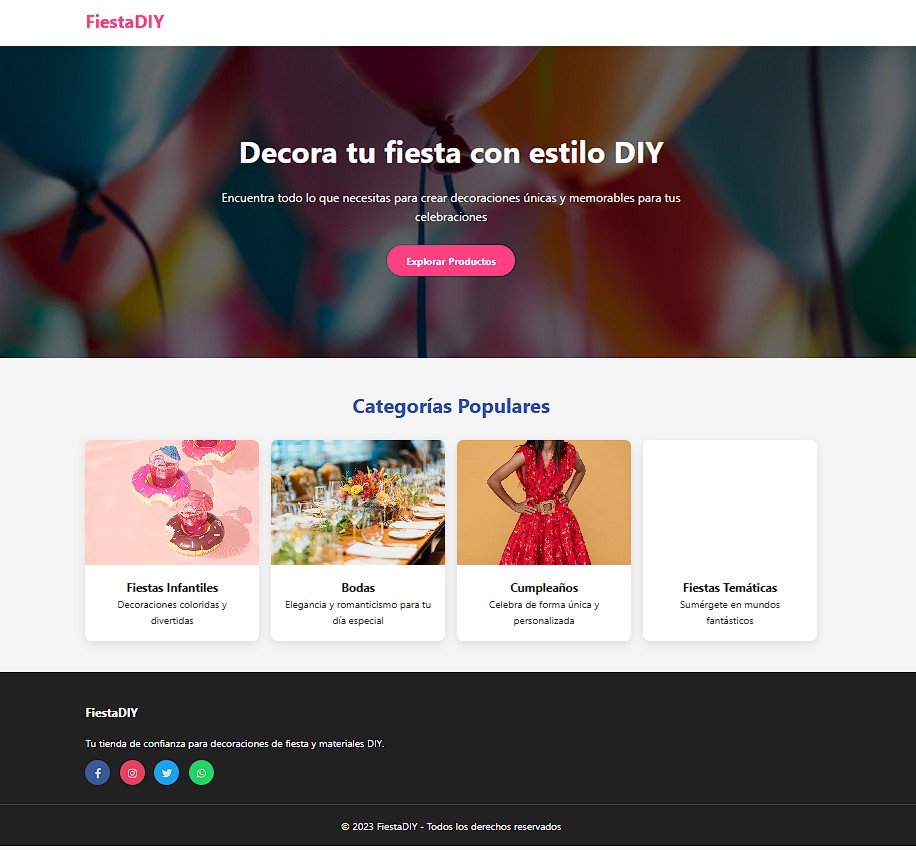 FiestaDIY
Decora tu fiesta con estilo DIY
Encuentra todo lo que necesitas para crear decoraciones únicas y memorables para tus
celebraciones
Explorar Productos
Categorías Populares
Fiestas Infantiles
Decoraciones coloridas y
divertidas
Bodas
Elegancia y romanticismo para tu
día especial
Cumpleaños
Celebra de forma única y
personalizada
Fiestas Temáticas
Sumérgete en mundos
fantásticos
FiestaDIY
Tu tienda de confianza para decoraciones de fiesta y materiales DIY.
© 2023 FiestaDIY - Todos los derechos reservados